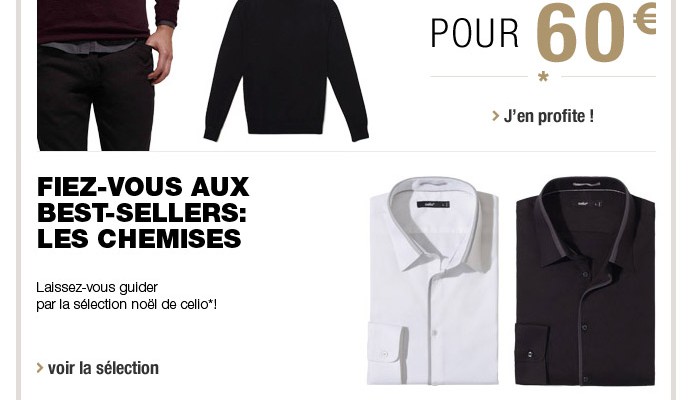 POUR 60€
*
> J'en profite !
FIEZ-VOUS AUX
BEST-SELLERS:
LES CHEMISES
Laissez-vous guider
par la sélection noël de celio*!
> voir la sélection